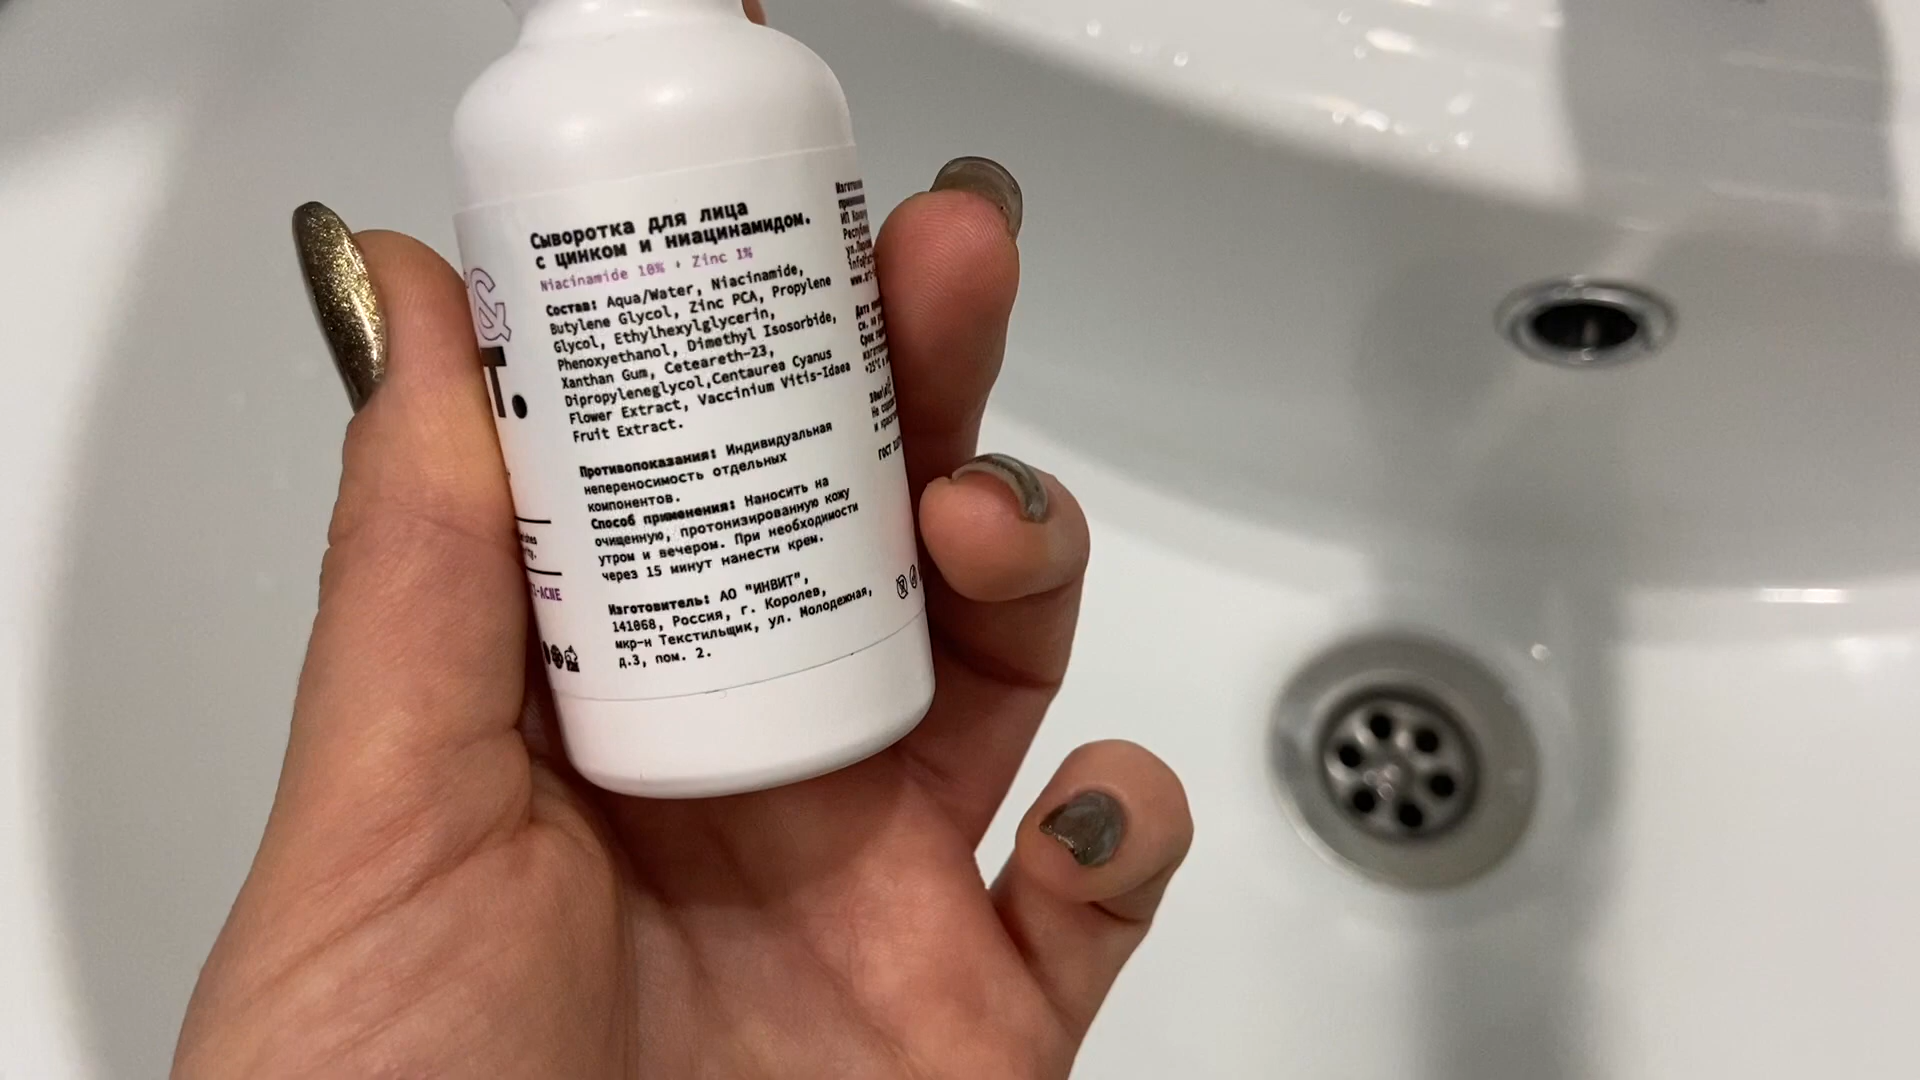 &
T.
-ACNE
Сыворотка для лица
с цинком и ниацинамидом.
Niacinamide 10% + Zinc 1%
Состав: Aqua/Water, Niacinamide,
Butylene Glycol, Zinc PCA, Propylene
Glycol, Ethylhexylglycerin,
Phenoxyethanol, Dimethyl Isosorbide,
Xanthan Gum, Ceteareth-23,
Dipropyleneglycol,Centaurea Cyanus
Flower Extract, Vaccinium Vitis-Idaea
Fruit Extract.
Противопоказания: Индивидуальная
непереносимость отдельных
компонентов.
Способ применения: Наносить на
очищенную, протонизированную кожу
утром и вечером. При необходимости
через 15 минут нанести крем.
Изготовитель: АО "ИНВИТ",
141068, Россия, г. Королев,
мкр-н Текстильщик, ул. Молодежная,
д.3, пом. 2.
ГОСТ